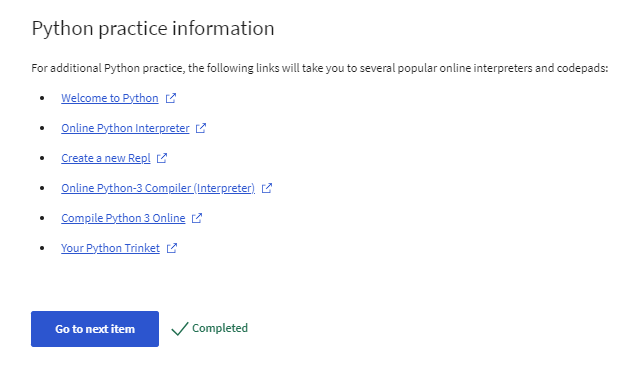 Python practice information
For additional Python practice, the following links will take you to several popular online interpreters and codepads:
Welcome to Python
Online Python Interpreter
Create a new Repl
Online Python-3 Compiler (Interpreter)
Compile Python 3 Online
Your Python Trinket
Go to next item
Completed